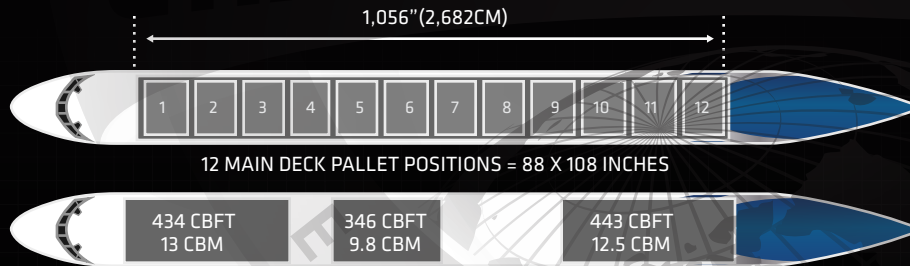 1,056”(2,682CM)
1 2 3 4 5 6 7 8 9 10 11 12
12 MAIN DECK PALLET POSITIONS = 88 X 108 INCHES
434 CBFT 346 CBFT 443 CBFT
13 CBM 9.8 CBM 12.5 CBM